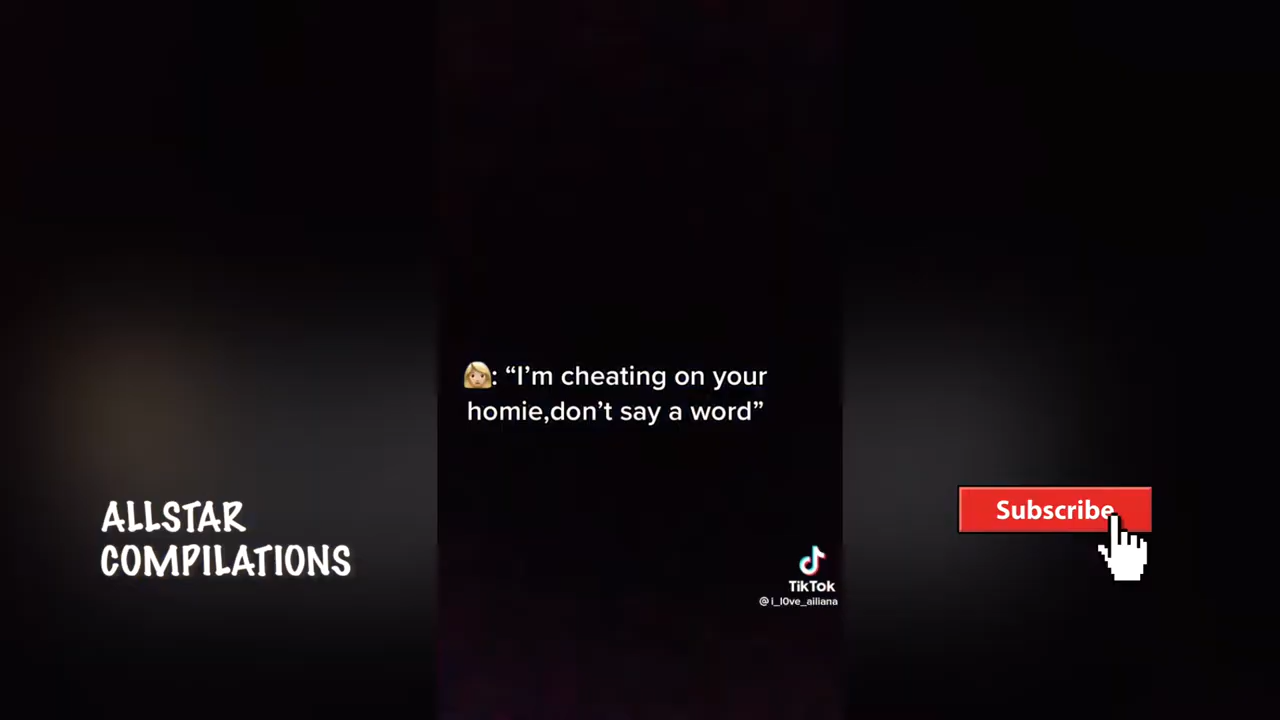 👩🏼: “I’m cheating on your
homie,don’t say a word”
ALLSTAR
COMPILATIONS
Subscribe
TikTok
@i_l0ve_ailiana